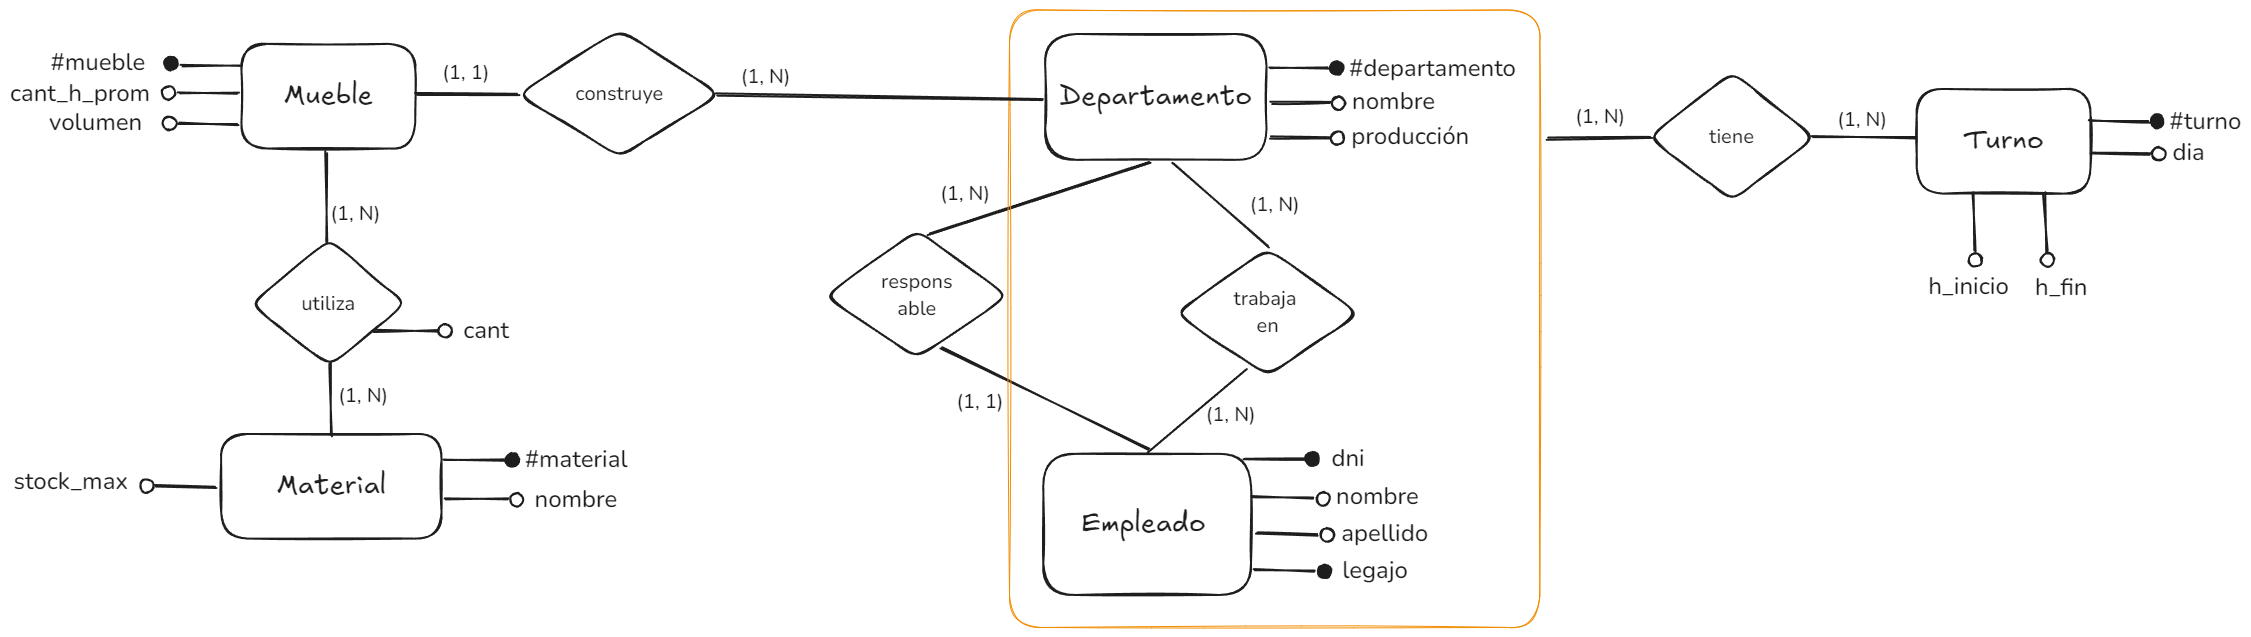 #mueble
cant_h_prom
volumen
Mueble
(1, 1)
construye
(1, N)
Departamento
#departamento
nombre
producción
(1, N)
tiene
(1, N)
Turno
#turno
dia
h_inicio
h_fin
(1, N)
utiliza
cant
(1, N)
(1, N)
respons
able
(1, 1)
(1, N)
trabaja
en
(1, N)
stock_max
Material
#material
nombre
Empleado
dni
nombre
apellido
legajo